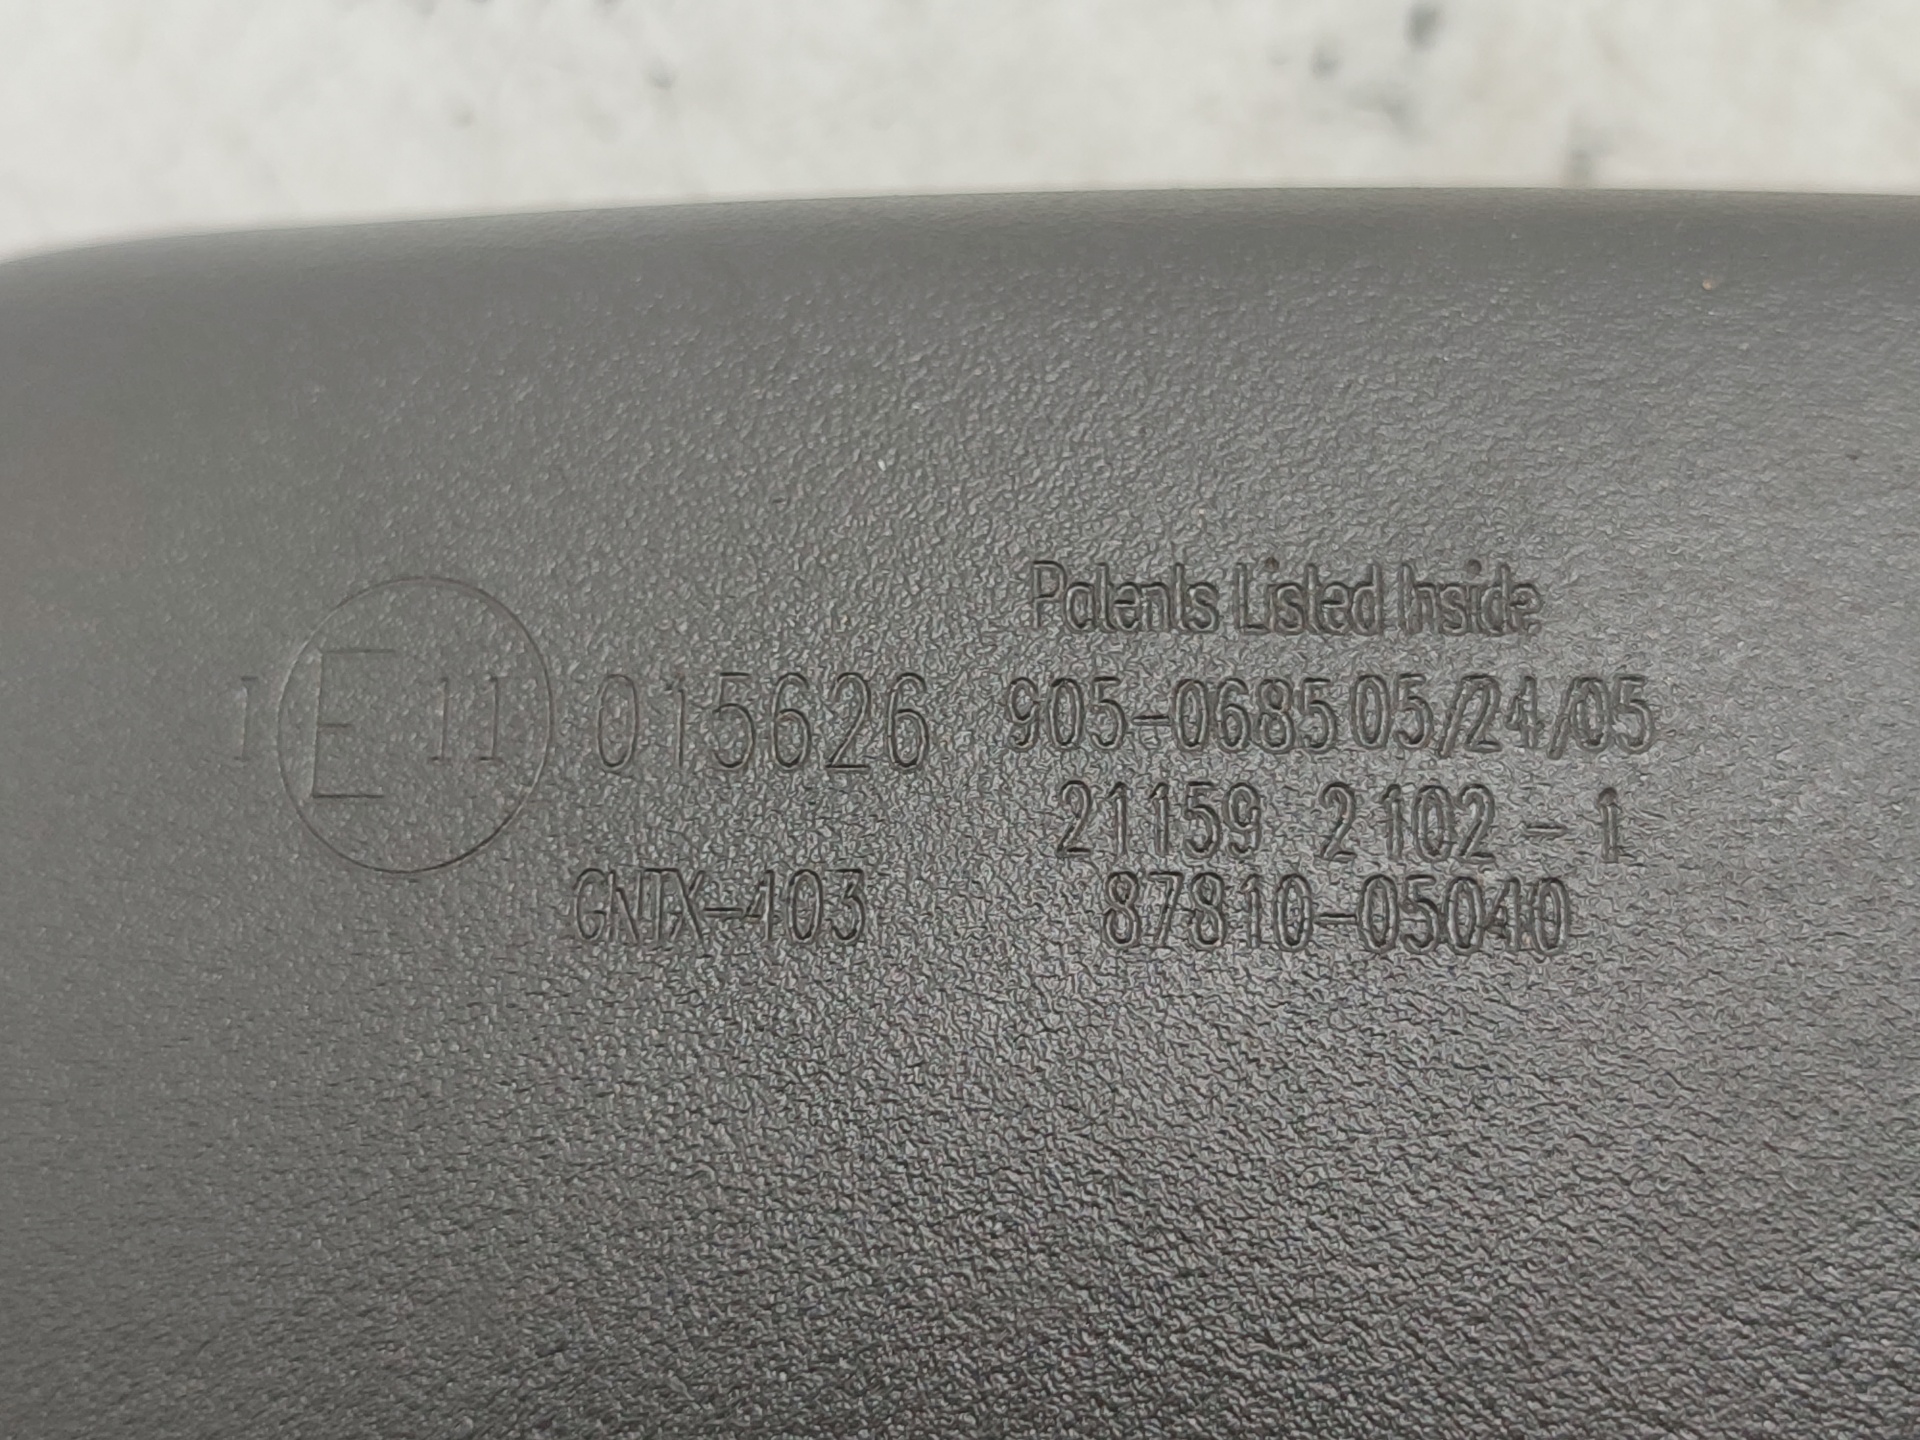 Patents Listed Inside
1 E 11 015626 905-0685 05/24/05
21159 2102-1
GNTX-403 87810-05040